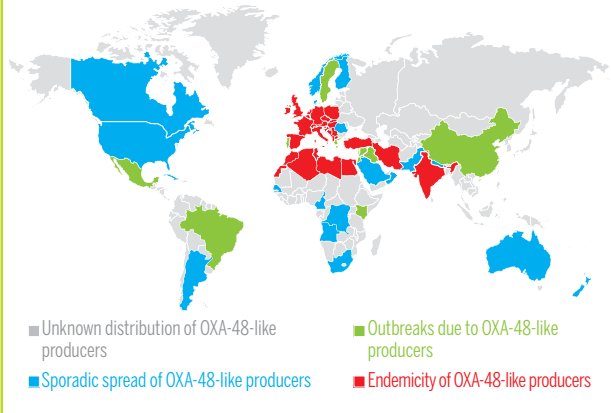 Unknown distribution of OXA-48-like
producers
Sporadic spread of OXA-48-like producers
Outbreaks due to OXA-48-like
producers
Endemicity of OXA-48-like producers